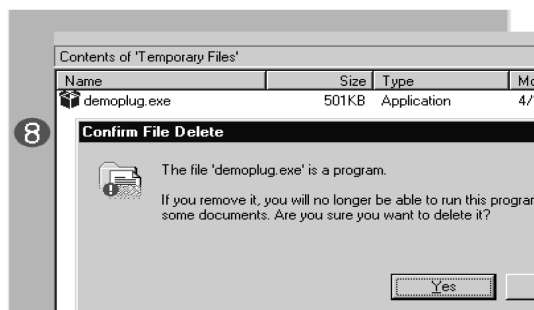 Contents of 'Temporary Files'
Name Size Type
demoplug.exe 501KB Application 4/
8
Confirm File Delete
The file 'demoplug.exe' is a program.
If you remove it, you will no longer be able to run this
some documents. Are you sure you want to delete it?
Yes